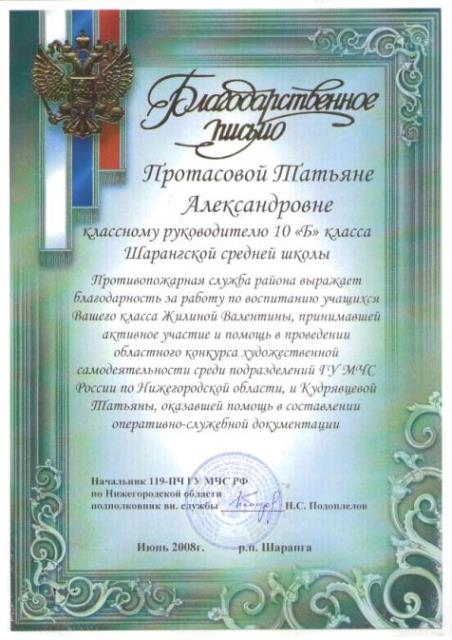 Благодарственное
письмо
Протасовой Татьяне
Александровне
классному руководителю 10 «Б» класса
Шарангской средней школы
Противопожарная служба района выражает
благодарность за работу по воспитанию учащихся
Вашего класса Жилиной Валентины, принимавшей
активное участие и помощь в проведении
областного конкурса художественной
самодеятельности среди подразделений ГУ МЧС
России по Нижегородской области, и Кудрявцевой
Татьяны, оказавшей помощь в составлении
оперативно-служебной документации
Начальник 119-ПЧ ГУ МЧС РФ
по Нижегородской области
подполковник вн. службы Н.С. Подоплелов
Июнь 2008г. р.п. Шаранга